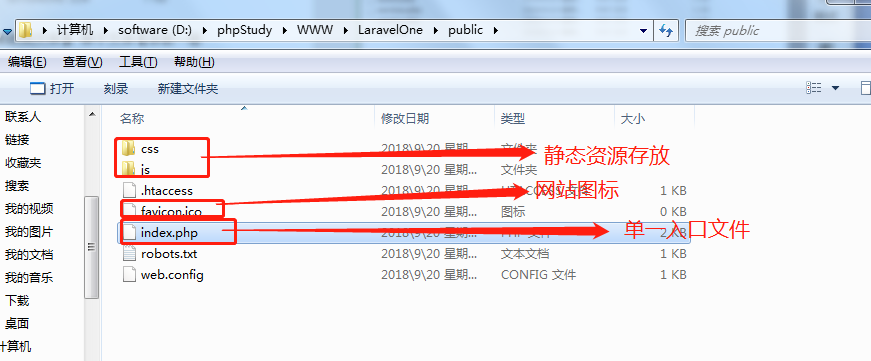 计算机 software (D:) phpStudy WWW LaravelOne public 搜索 public
编辑(E) 查看(V) 工具(T) 帮助(H)
打开 刻录 新建文件夹
联系人
链接
收藏夹
搜索
我的视频
我的图片
我的文档
我的音乐
下载
桌面
计算机
名称 修改日期 类型 大小
css 2018\9\20 星期... 文件夹
静态资源存放
js 2018\9\20 星期... 文件夹
.htaccess 2018\9\20 星期... 1 KB
网站图标
favicon.ico 2018\9\20 星期... 图标 0 KB
index.php 2018\9\20 星期... 2 KB
单一入口文件
robots.txt 2018\9\20 星期... 文本文档 1 KB
web.config 2018\9\20 星期... CONFIG 文件 1 KB